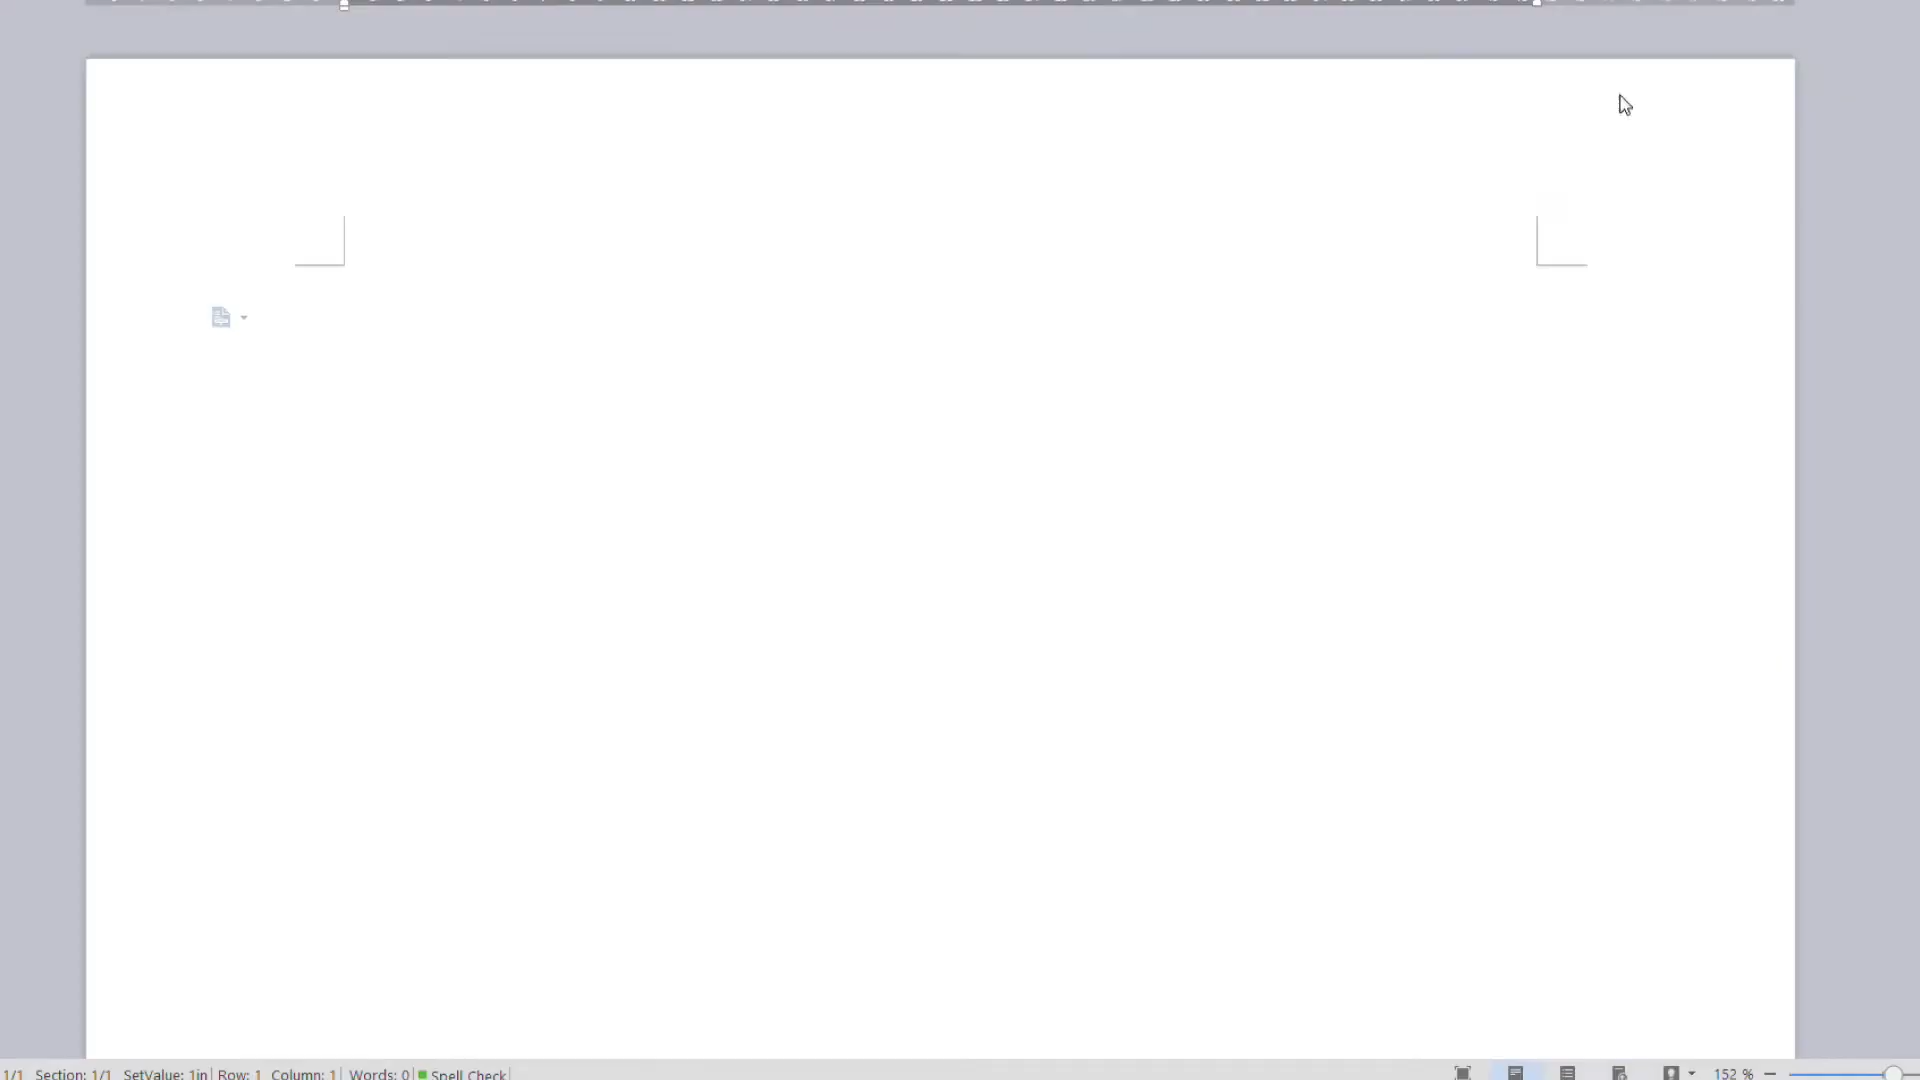 1/1 Section: 1/1 SetValue: 1in Row: 1 Column: 1 Words: 0 Spell Check 152 %